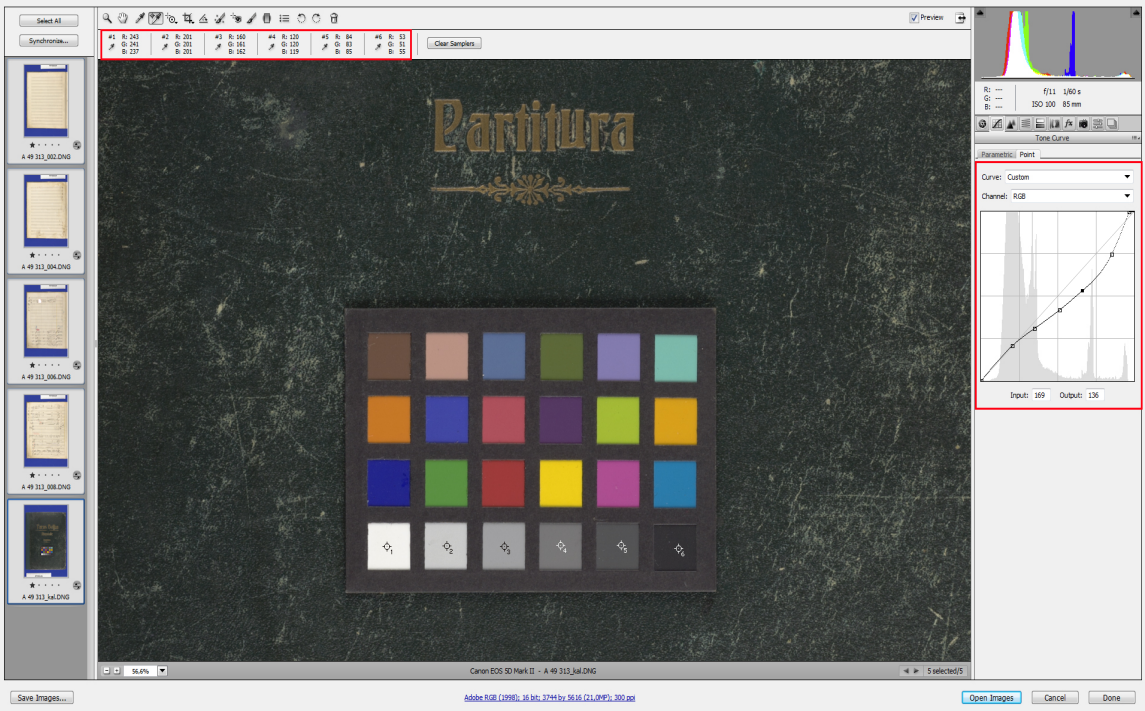 Select All
Synchronize...
Preview
#1 R: 243 #2 R: 201 #3 R: 160 #4 R: 120 #5 R: 84 #6 R: 53
G: 241 G: 201 G: 161 G: 120 G: 83 G: 51
B: 237 B: 201 B: 162 B: 119 B: 85 B: 55
Clear Samplers
A 49 313_002.DNG
A 49 313_004.DNG
A 49 313_006.DNG
A 49 313_008.DNG
A 49 313_kal.DNG
Partitura
1 2 3 4 5 6
56,6%
Canon EOS 5D Mark II - A 49 313_kal.DNG
5 selected/5
R: ---
G: ---
B: ---
f/11 1/60 s
ISO 100 85 mm
fx
Tone Curve
Parametric Point
Curve: Custom
Channel: RGB
Input: 169 Output: 136
Save Images...
Adobe RGB (1998); 16 bit; 3744 by 5616 (21,0MP); 300 ppi
Open Images
Cancel
Done